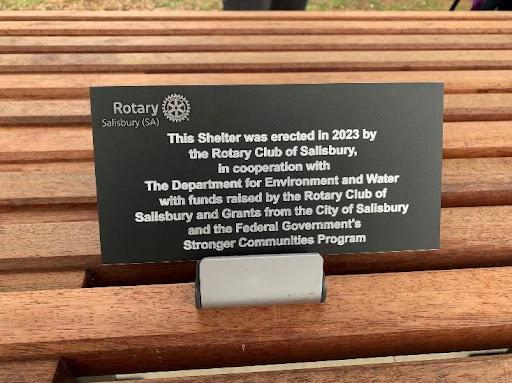 Rotary
Salisbury (SA)
This Shelter was erected in 2023 by
the Rotary Club of Salisbury,
in cooperation with
The Department for Environment and Water
with funds raised by the Rotary Club of
Salisbury and Grants from the City of Salisbury
and the Federal Government's
Stronger Communities Program